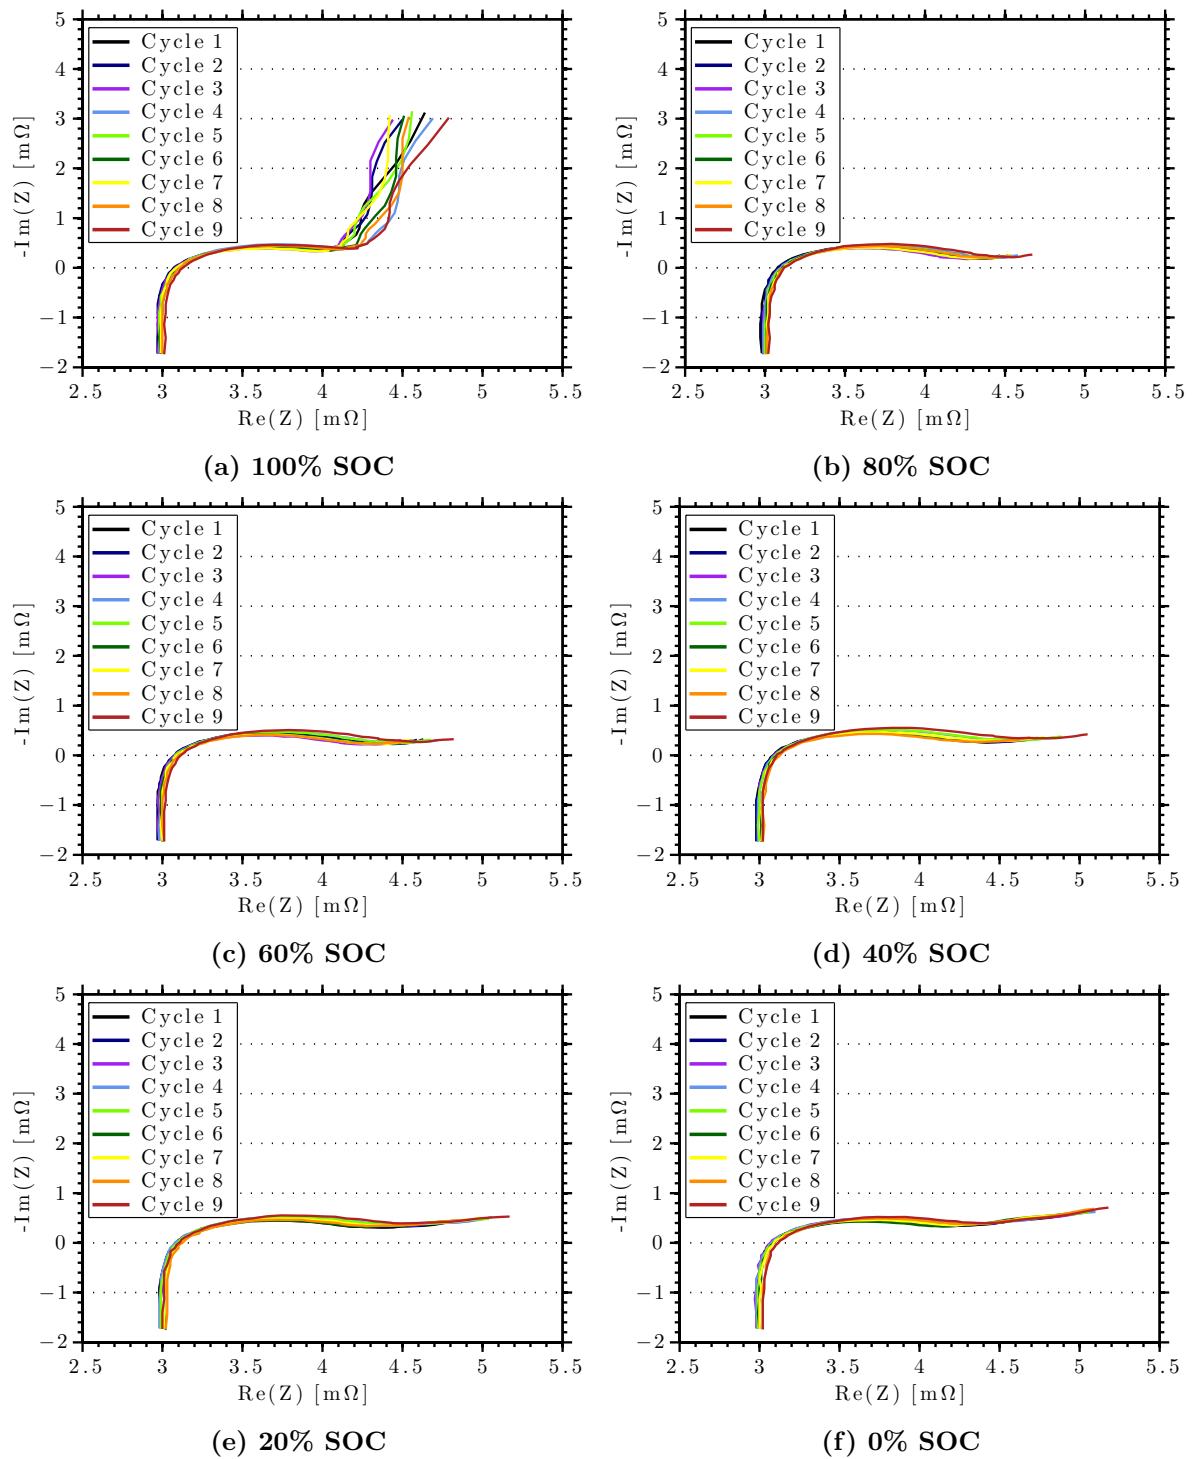 5
4
3
2
1
0
−1
−2
-Im(Z) [mΩ]
Cycle 1
Cycle 2
Cycle 3
Cycle 4
Cycle 5
Cycle 6
Cycle 7
Cycle 8
Cycle 9
2.5 3 3.5 4 4.5 5 5.5
Re(Z) [mΩ]
(a) 100% SOC
5
4
3
2
1
0
−1
−2
-Im(Z) [mΩ]
Cycle 1
Cycle 2
Cycle 3
Cycle 4
Cycle 5
Cycle 6
Cycle 7
Cycle 8
Cycle 9
2.5 3 3.5 4 4.5 5 5.5
Re(Z) [mΩ]
(b) 80% SOC
5
4
3
2
1
0
−1
−2
-Im(Z) [mΩ]
Cycle 1
Cycle 2
Cycle 3
Cycle 4
Cycle 5
Cycle 6
Cycle 7
Cycle 8
Cycle 9
2.5 3 3.5 4 4.5 5 5.5
Re(Z) [mΩ]
(c) 60% SOC
5
4
3
2
1
0
−1
−2
-Im(Z) [mΩ]
Cycle 1
Cycle 2
Cycle 3
Cycle 4
Cycle 5
Cycle 6
Cycle 7
Cycle 8
Cycle 9
2.5 3 3.5 4 4.5 5 5.5
Re(Z) [mΩ]
(d) 40% SOC
5
4
3
2
1
0
−1
−2
-Im(Z) [mΩ]
Cycle 1
Cycle 2
Cycle 3
Cycle 4
Cycle 5
Cycle 6
Cycle 7
Cycle 8
Cycle 9
2.5 3 3.5 4 4.5 5 5.5
Re(Z) [mΩ]
(e) 20% SOC
5
4
3
2
1
0
−1
−2
-Im(Z) [mΩ]
Cycle 1
Cycle 2
Cycle 3
Cycle 4
Cycle 5
Cycle 6
Cycle 7
Cycle 8
Cycle 9
2.5 3 3.5 4 4.5 5 5.5
Re(Z) [mΩ]
(f) 0% SOC